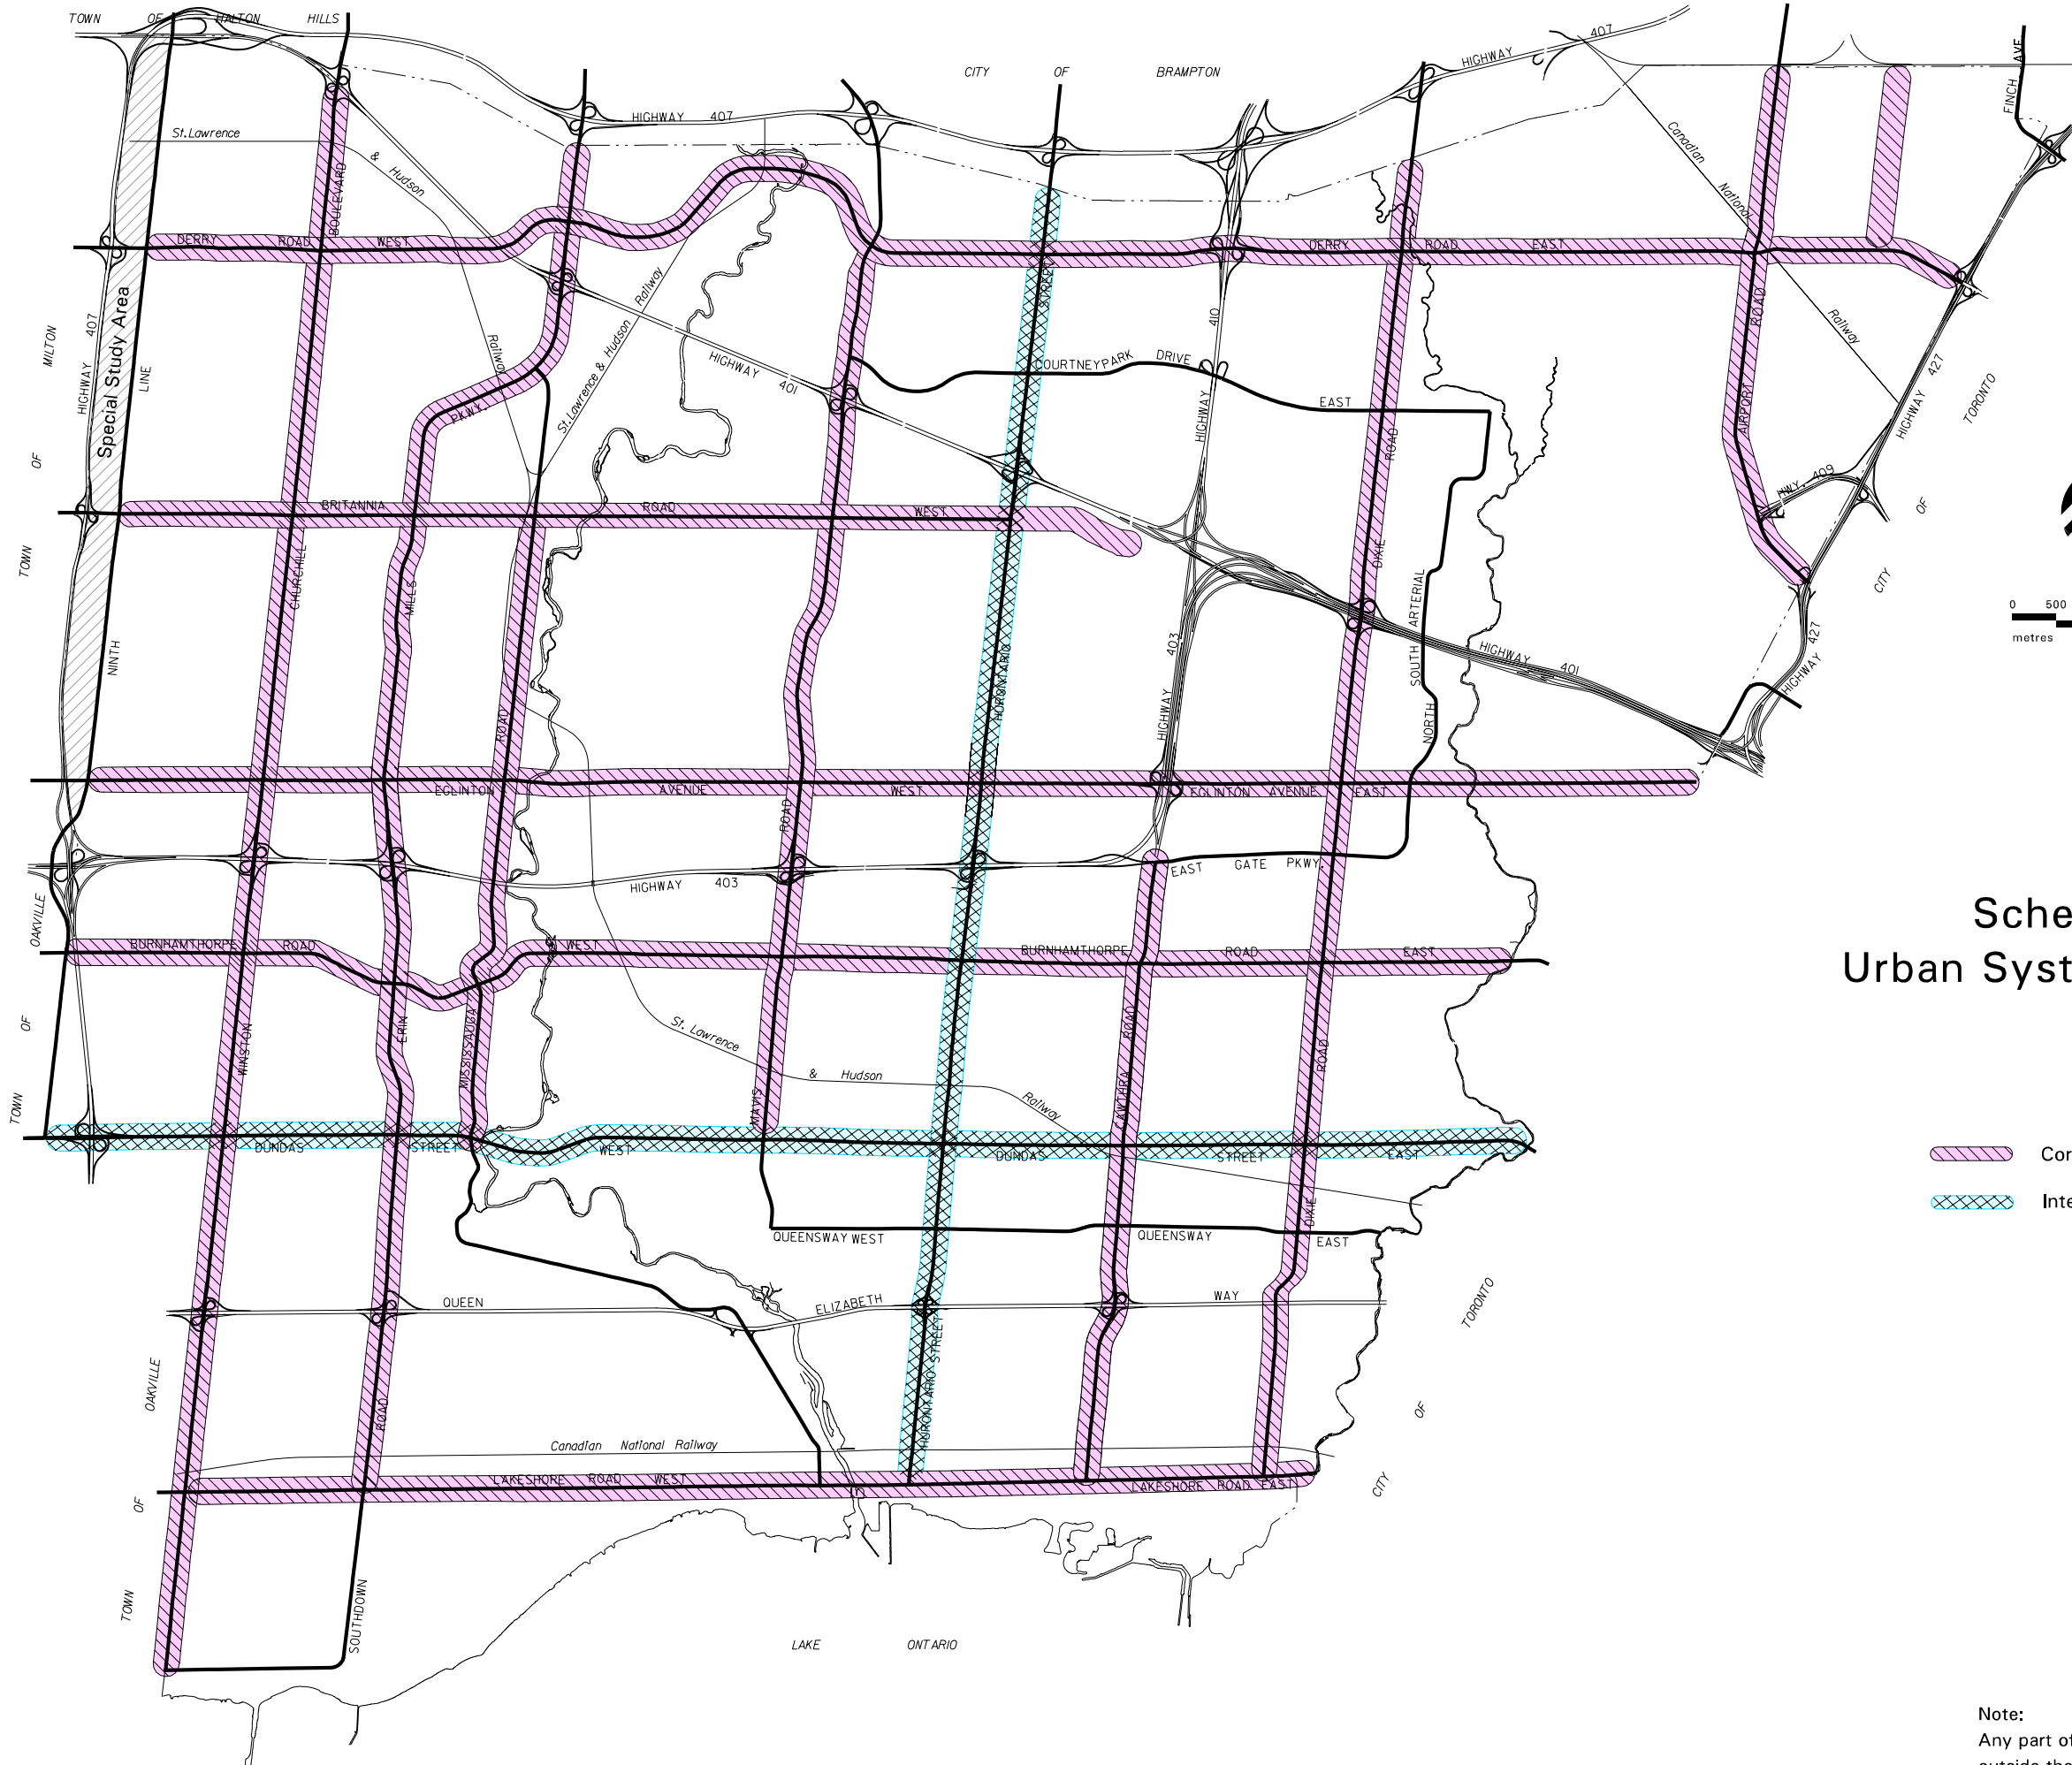 TOWN OF HALTON HILLS
CITY OF BRAMPTON
HIGHWAY 407
HIGHWAY 407
FINCH AVE
St.Lawrence & Hudson Railway
BOULEVARD
Canadian National Railway
DERRY ROAD WEST
DERRY ROAD EAST
STREET
ROAD
410
HIGHWAY 407
Special Study Area
LINE
MILTON
OF
TOWN
St.Lawrence & Hudson Railway
HIGHWAY 401
COURTNEYPARK DRIVE
EAST
PKWY.
HIGHWAY
ROAD
AIRPORT
HIGHWAY 427
TORONTO
OF
CITY
HWY. 409
BRITANNIA ROAD WEST
CHURCHILL
MILLS
DIXIE
SOUTH ARTERIAL
NORTH
0 500
metres
NINTH
ROAD
HURONTARIO
403
HIGHWAY
HIGHWAY 401
427
HIGHWAY
EGLINTON AVENUE WEST
EGLINTON AVENUE EAST
ROAD
HIGHWAY 403
EAST GATE PKWY.
OAKVILLE
OF
TOWN
BURNHAMTHORPE ROAD WEST
BURNHAMTHORPE ROAD EAST
Sche
Urban Syst
WINSTON
ERIN
MISSISSAUGA
St. Lawrence & Hudson Railway
MAVIS
CAWTHRA ROAD
ROAD
DUNDAS STREET WEST
DUNDAS STREET EAST
Cor
Inte
DIXIE
QUEENSWAY WEST
QUEENSWAY EAST
QUEEN ELIZABETH WAY
TORONTO
OF
CITY
STREET
HURONTARIO
OAKVILLE
OF
TOWN
ROAD
Canadian National Railway
LAKESHORE ROAD WEST
LAKESHORE ROAD EAST
SOUTHDOWN
LAKE ONTARIO
Note:
Any part of